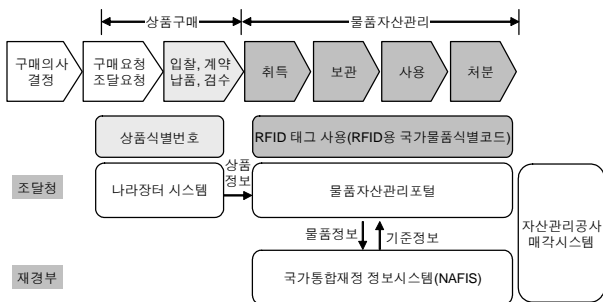 상품구매
물품자산관리
구매의사
결정
구매요청
조달요청
입찰, 계약
납품, 검수
취득
보관
사용
처분
상품식별번호
RFID 태그 사용(RFID용 국가물품식별코드)
조달청
나라장터 시스템
상품
정보
물품자산관리포털
자산관리공사
매각시스템
물품정보
기준정보
재경부
국가통합재정 정보시스템(NAFIS)